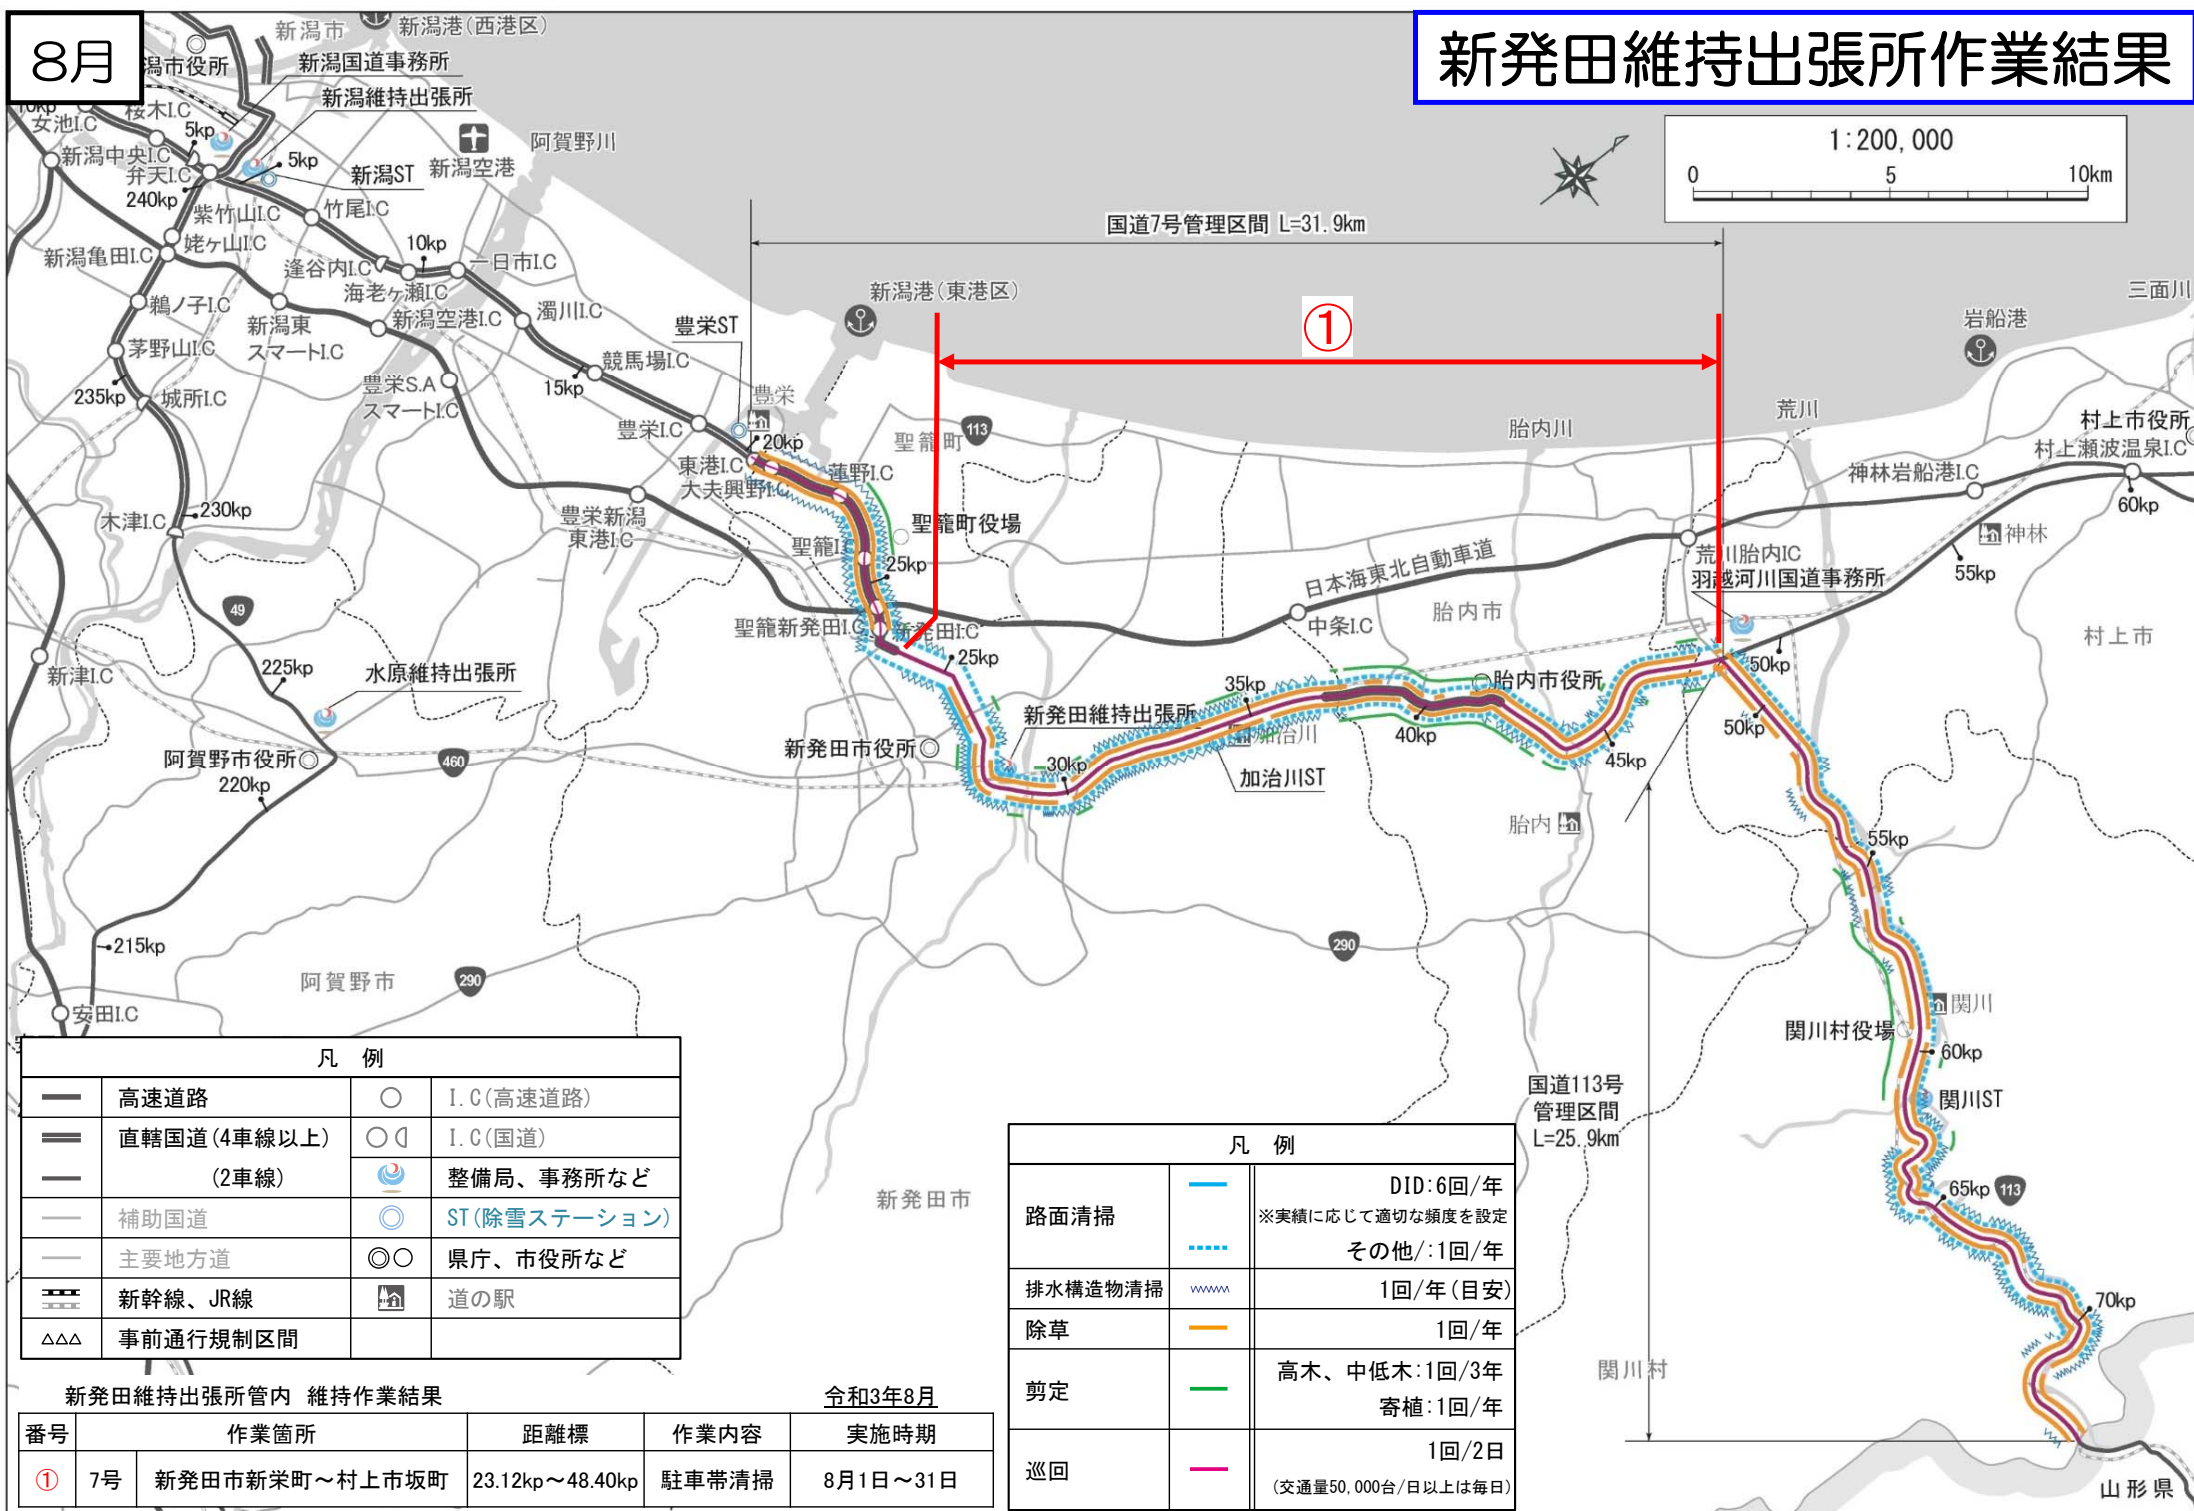 8月
新発田維持出張所作業結果
新潟市
新潟港(西港区)
潟市役所
新潟国道事務所
新潟維持出張所
10kp
女池I.C
桜木I.C
5kp
新潟中央I.C
弁天I.C
240kp
5kp
新潟ST
新潟空港
阿賀野川
紫竹山I.C
竹尾I.C
姥ヶ山I.C
新潟亀田I.C
10kp
逢谷内I.C
一日市I.C
海老ヶ瀬I.C
鵜ノ子I.C
新潟東
スマートI.C
新潟空港I.C
濁川I.C
茅野山I.C
235kp
城所I.C
豊栄S.A
スマートI.C
15kp
競馬場I.C
豊栄ST
豊栄
豊栄I.C
20kp
東港I.C
大夫興野I.C
蓮野I.C
木津I.C
230kp
豊栄新潟
東港I.C
1:200,000
0
5
10km
国道7号管理区間 L=31.9km
新潟港(東港区)
①
三面川
岩船港
聖籠町
113
胎内川
荒川
村上市役所
村上瀬波温泉I.C
神林岩船港I.C
60kp
聖籠町役場
25kp
聖籠新発田I.C
新発田I.C
25kp
日本海東北自動車道
中条I.C
胎内市
荒川胎内IC
羽越河川国道事務所
神林
55kp
村上市
49
新津I.C
225kp
水原維持出張所
阿賀野市役所
220kp
460
新発田市役所
新発田維持出張所
30kp
35kp
加治川
加治川ST
胎内市役所
40kp
45kp
50kp
50kp
胎内
55kp
215kp
阿賀野市
290
290
安田I.C
関川
関川村役場
60kp
関川ST
国道113号
管理区間
L=25.9km
65kp
113
新発田市
70kp
関川村
山形県
凡 例
高速道路
I.C(高速道路)
直轄国道(4車線以上)
I.C(国道)
(2車線)
整備局、事務所など
補助国道
ST(除雪ステーション)
主要地方道
県庁、市役所など
新幹線、JR線
道の駅
事前通行規制区間
凡 例
路面清掃
DID:6回/年
※実績に応じて適切な頻度を設定
その他/:1回/年
排水構造物清掃
1回/年(目安)
除草
1回/年
剪定
高木、中低木:1回/3年
寄植:1回/年
巡回
1回/2日
(交通量50,000台/日以上は毎日)
新発田維持出張所管内 維持作業結果
令和3年8月
番号 作業箇所 距離標 作業内容 実施時期
① 7号 新発田市新栄町～村上市坂町 23.12kp～48.40kp 駐車帯清掃 8月1日～31日